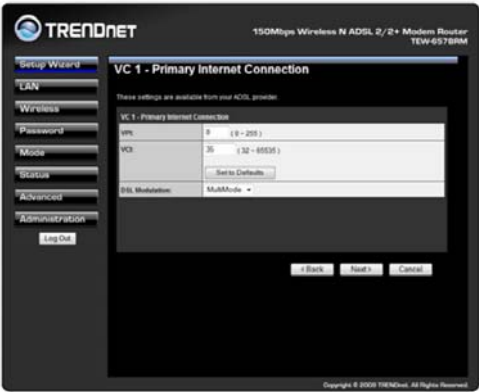 TRENDNET
150Mbps Wireless N ADSL 2/2+ Modem Router
TEW-657BRM
Setup Wizard
LAN
Wireless
Password
Mode
Status
Advanced
Administration
Log Out
VC 1 - Primary Internet Connection
These settings are available from your ADSL provider.
VC 1 - Primary Internet Connection
VPI: 8 ( 0 ~ 255 )
VCI: 35 ( 32 ~ 65535 )
Set to Defaults
DSL Modulation: MultiMode
< Back Next > Cancel
Copyright © 2009 TRENDnet. All Rights Reserved.